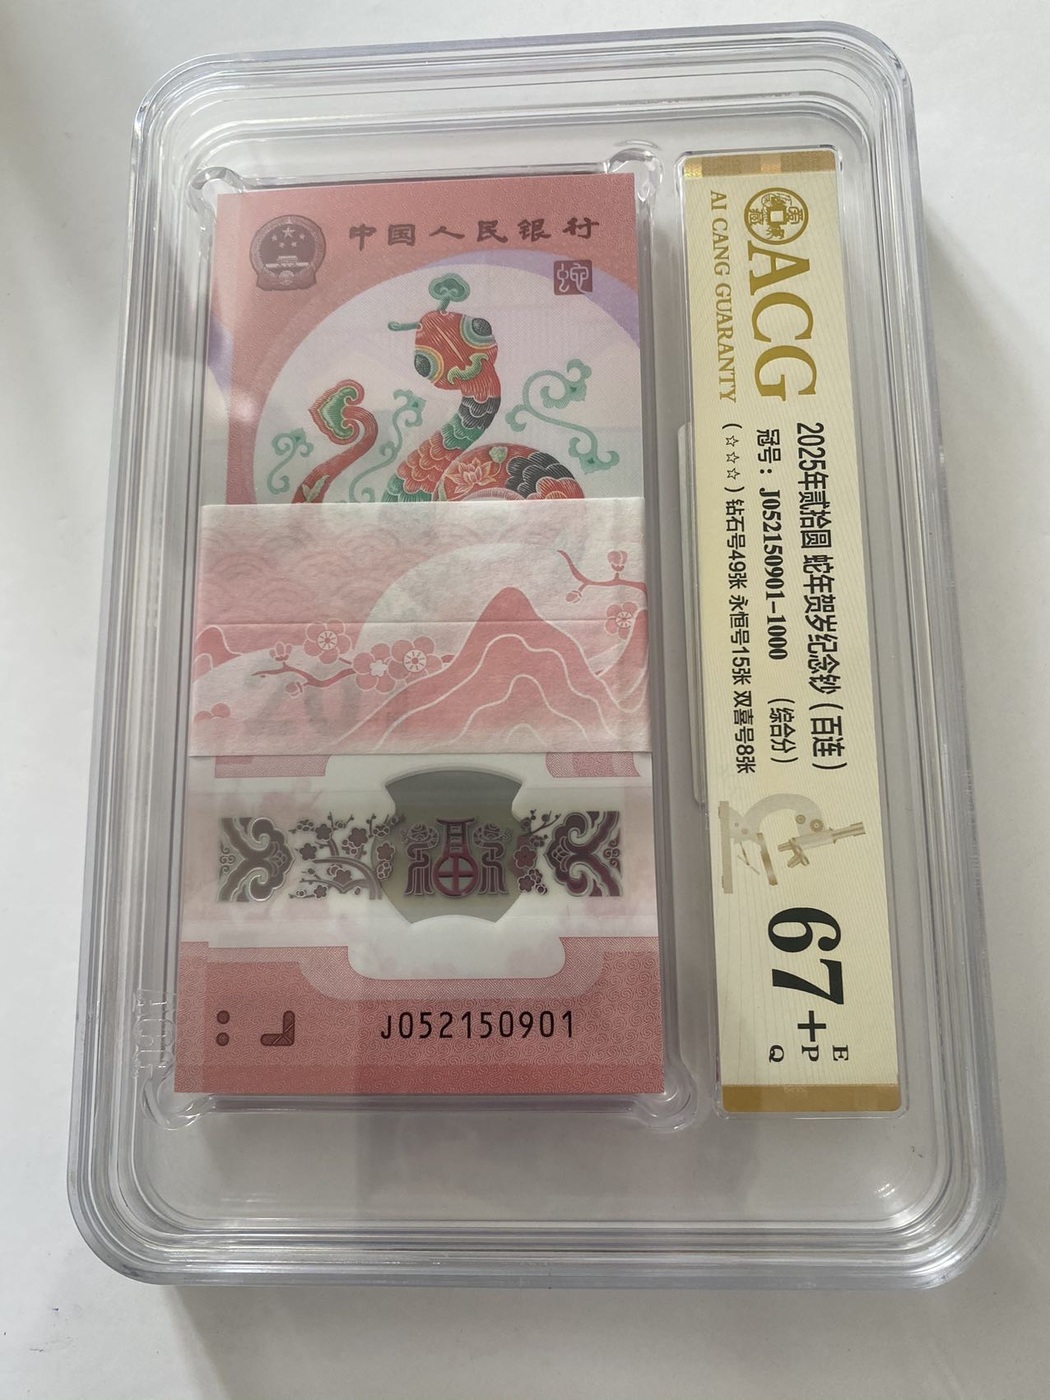 中国人民银行
蛇
20
福
J052150901
ACG
AI CANG GUARANTY
2025年贰拾圆 蛇年贺岁纪念钞（百连）
冠号：J052150901-1000 （综合分）
（☆☆☆）钻石号49张 永恒号15张 双喜号8张
67+
E
P
Q